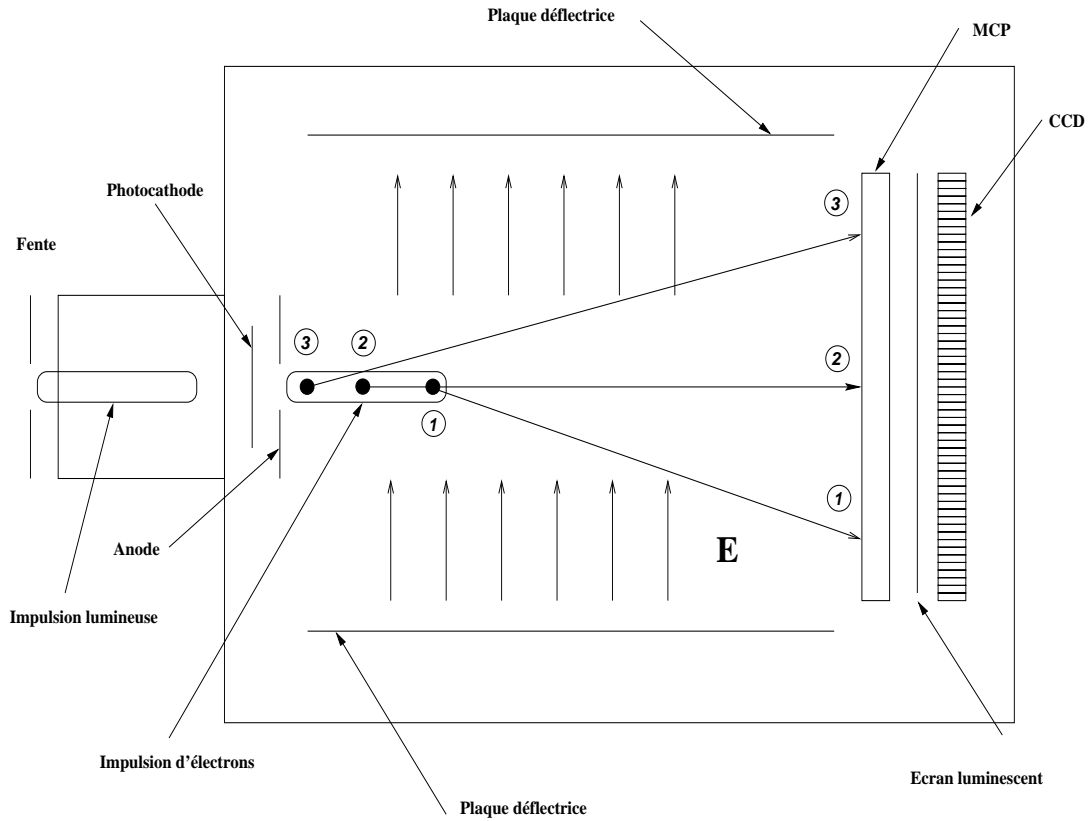 Plaque déflectrice
MCP
CCD
Photocathode
3
Fente
3
2
2
1
1
E
Anode
Impulsion lumineuse
Impulsion d'électrons
Ecran luminescent
Plaque déflectrice